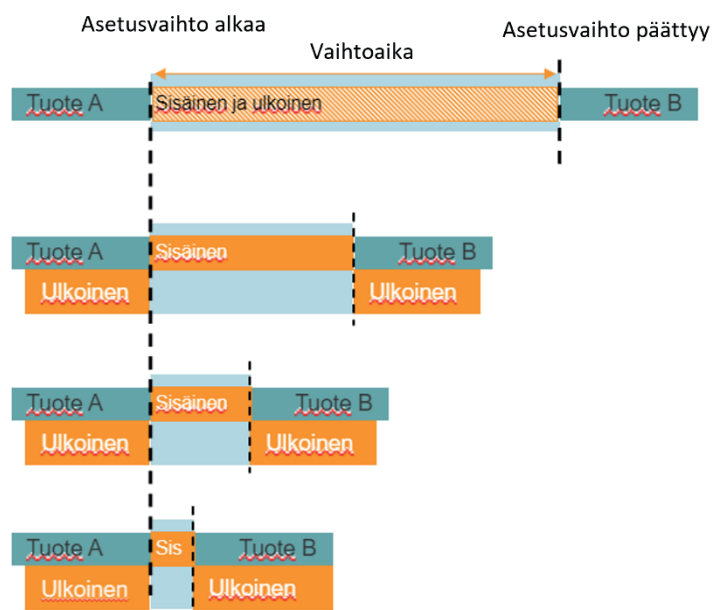 Asetusvaihto alkaa
Vaihtoaika
Asetusvaihto päättyy
Tuote A
Sisäinen ja ulkoinen
Tuote B
Tuote A
Sisäinen
Tuote B
Ulkoinen
Ulkoinen
Tuote A
Sisäinen
Tuote B
Ulkoinen
Ulkoinen
Tuote A
Sis
Tuote B
Ulkoinen
Ulkoinen